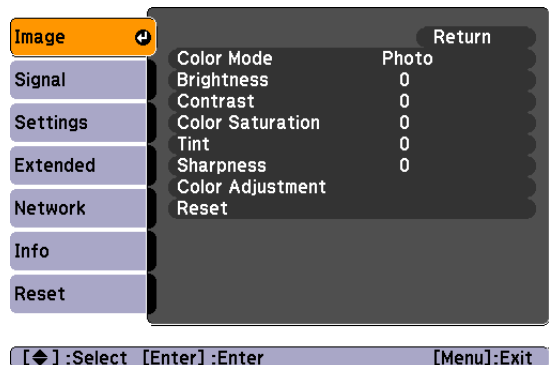 Image
Signal
Settings
Extended
Network
Info
Reset
Return
Color Mode Photo
Brightness 0
Contrast 0
Color Saturation 0
Tint 0
Sharpness 0
Color Adjustment
Reset
[◆] :Select [Enter] :Enter [Menu]:Exit